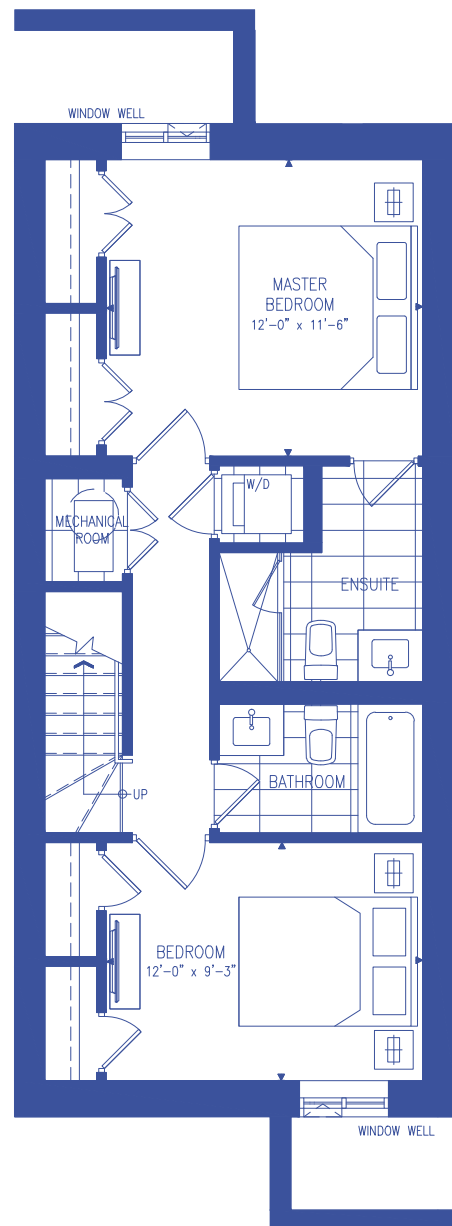 WINDOW WELL
MASTER
BEDROOM
12'-0" x 11'-6"
W/D
MECHANICAL
ROOM
ENSUITE
BATHROOM
UP
BEDROOM
12'-0" x 9'-3"
WINDOW WELL